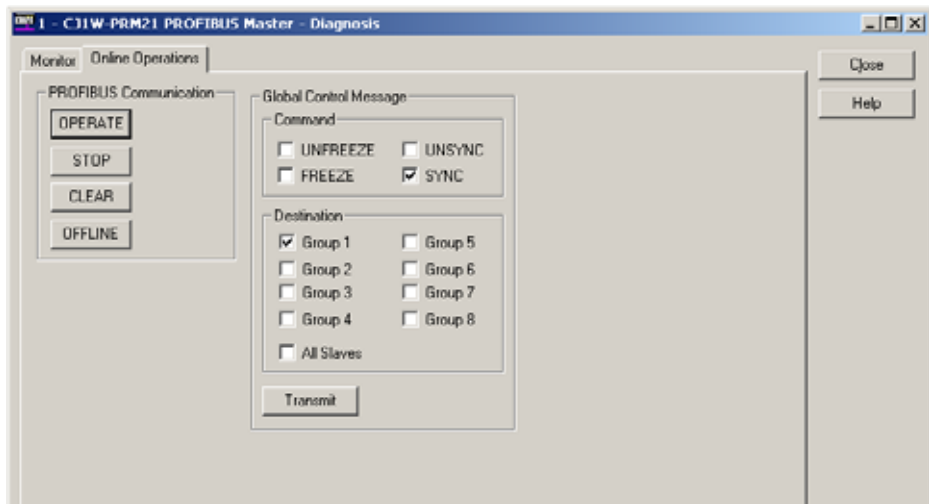 1 - CJ1W-PRM21 PROFIBUS Master - Diagnosis
Monitor Online Operations
Close
Help
PROFIBUS Communication
OPERATE
STOP
CLEAR
OFFLINE
Global Control Message
Command
UNFREEZE UNSYNC
FREEZE SYNC
Destination
Group 1 Group 5
Group 2 Group 6
Group 3 Group 7
Group 4 Group 8
All Slaves
Transmit